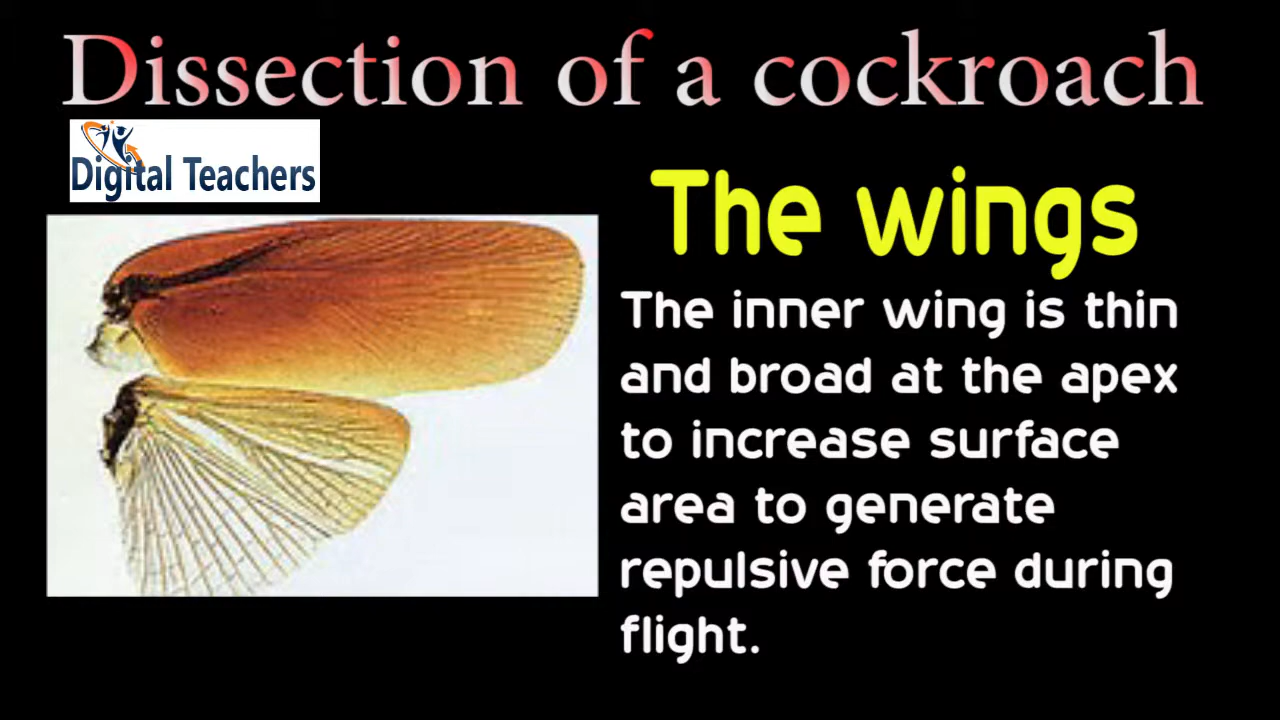 Dissection of a cockroach
Digital Teachers
The wings
The inner wing is thin
and broad at the apex
to increase surface
area to generate
repulsive force during
flight.